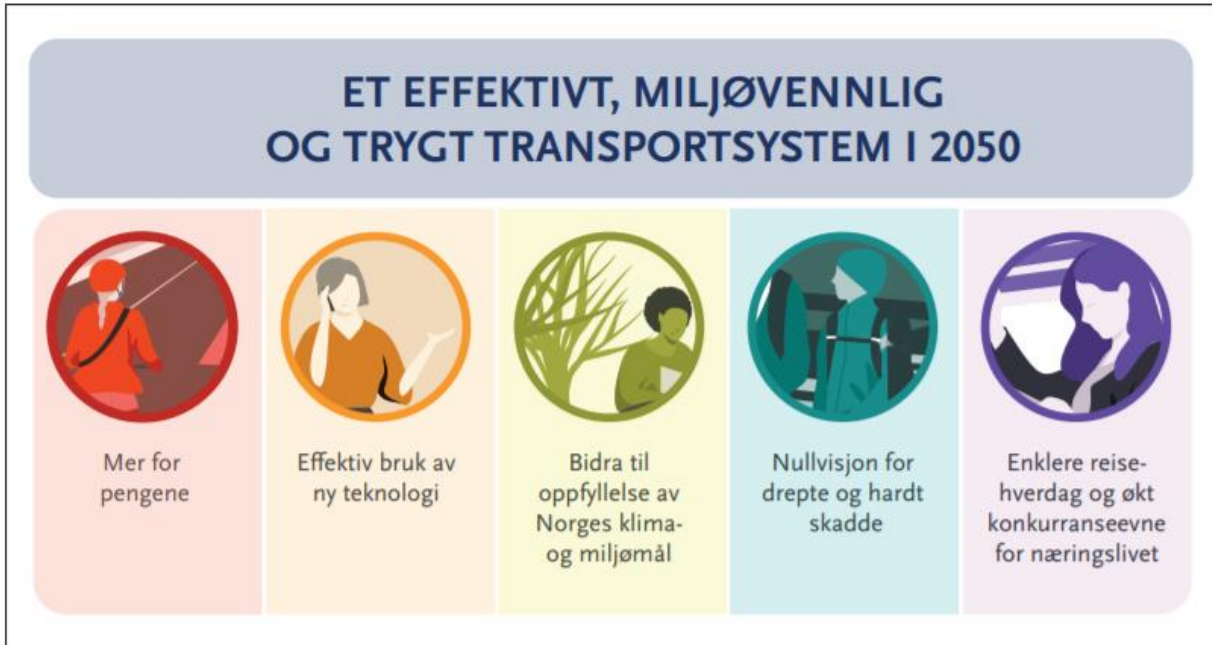 ET EFFEKTIVT, MILJØVENNLIG
OG TRYGT TRANSPORTSYSTEM I 2050
Mer for
pengene
Effektiv bruk av
ny teknologi
Bidra til
oppfyllelse av
Norges klima-
og miljømål
Nullvisjon for
drepte og hardt
skadde
Enklere reise-
hverdag og økt
konkurranseevne
for næringslivet